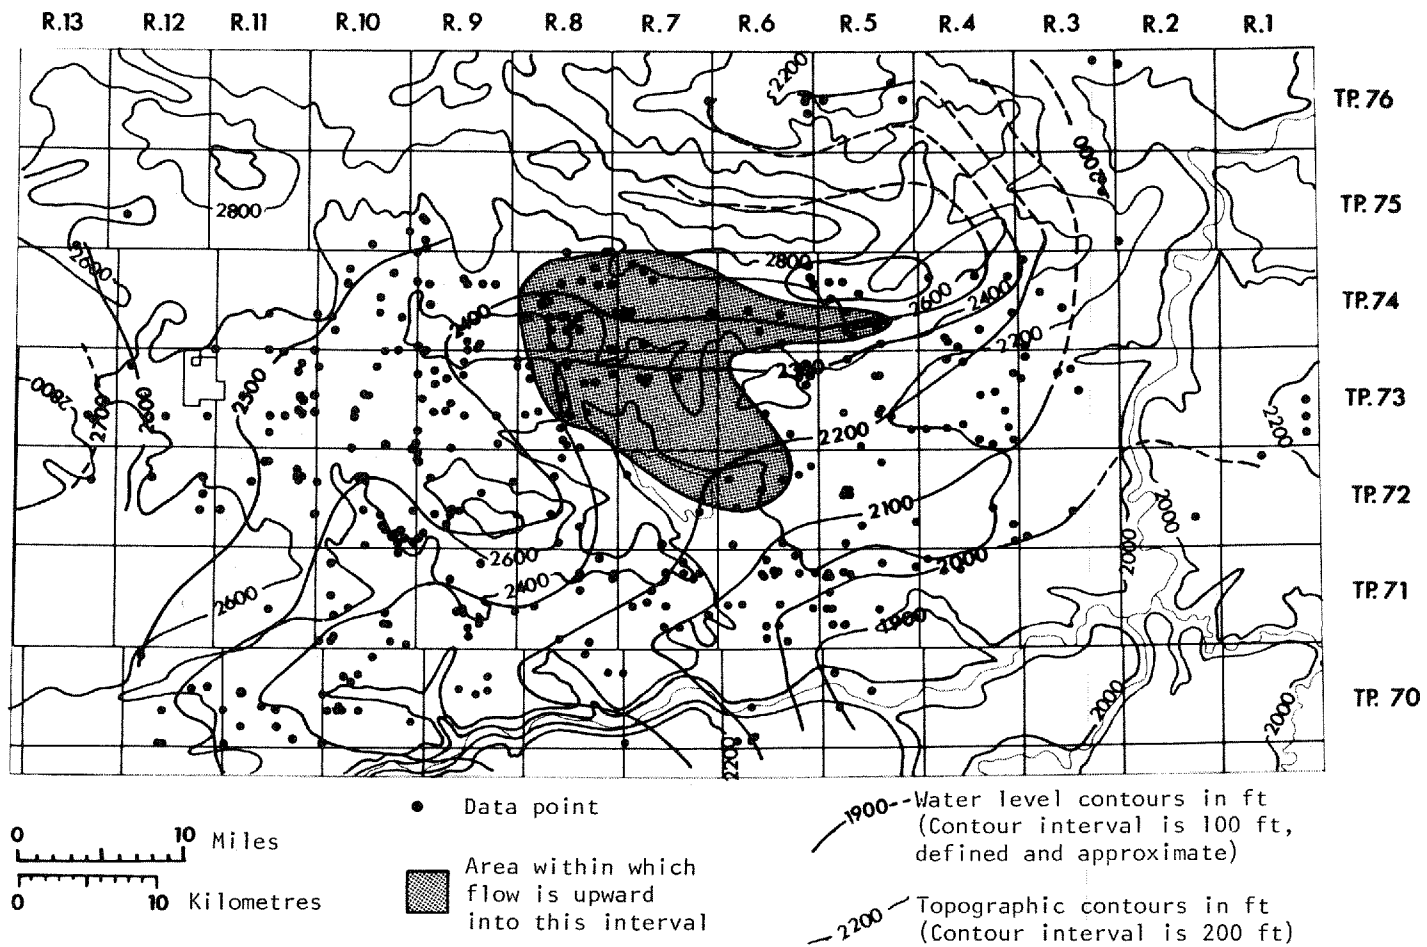 R.13 R.12 R.11 R.10 R.9 R.8 R.7 R.6 R.5 R.4 R.3 R.2 R.1
2200
TP. 76
2000
2800
TP. 75
2600
2800
2600
2400
TP. 74
2400
2200
2300
2800
2700
2600
2500
TP. 73
2200
2200
2100
TP. 72
2000
2600
2000
2000
2400
2600
TP. 71
1900
TP. 70
2000
2000
2200
Data point
1900 Water level contours in ft
(Contour interval is 100 ft,
defined and approximate)
0 10 Miles
0 10 Kilometres
Area within which
flow is upward
into this interval
2200 Topographic contours in ft
(Contour interval is 200 ft)